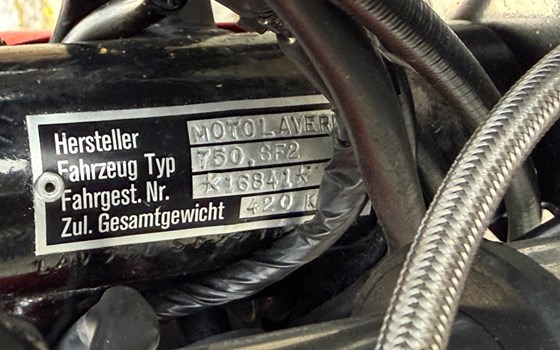 Hersteller MOTOLAVER
Fahrzeug Typ 750.SF2
Fahrgest. Nr. *16841*
Zul. Gesamtgewicht 420 K